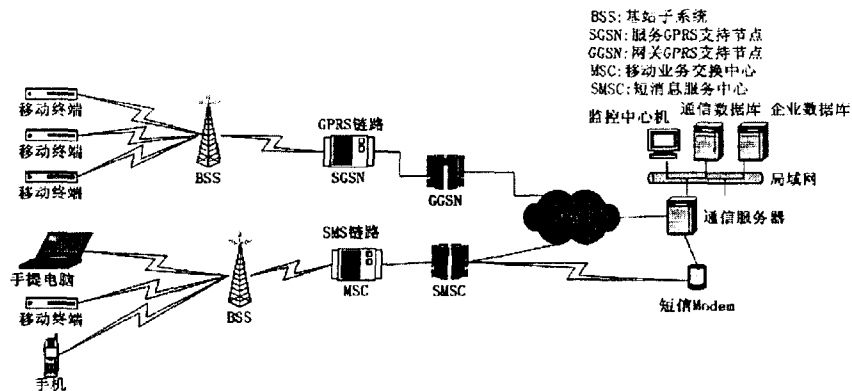 BSS:基站子系统
SGSN:服务GPRS支持节点
GGSN:网关GPRS支持节点
MSC:移动业务交换中心
SMSC:短消息服务中心
监控中心机 通信数据库 企业数据库
移动终端
移动终端
移动终端
BSS
GPRS链路
SGSN
GGSN
局域网
通信服务器
手提电脑
移动终端
手机
BSS
SMS链路
MSC
SMSC
短信Modem